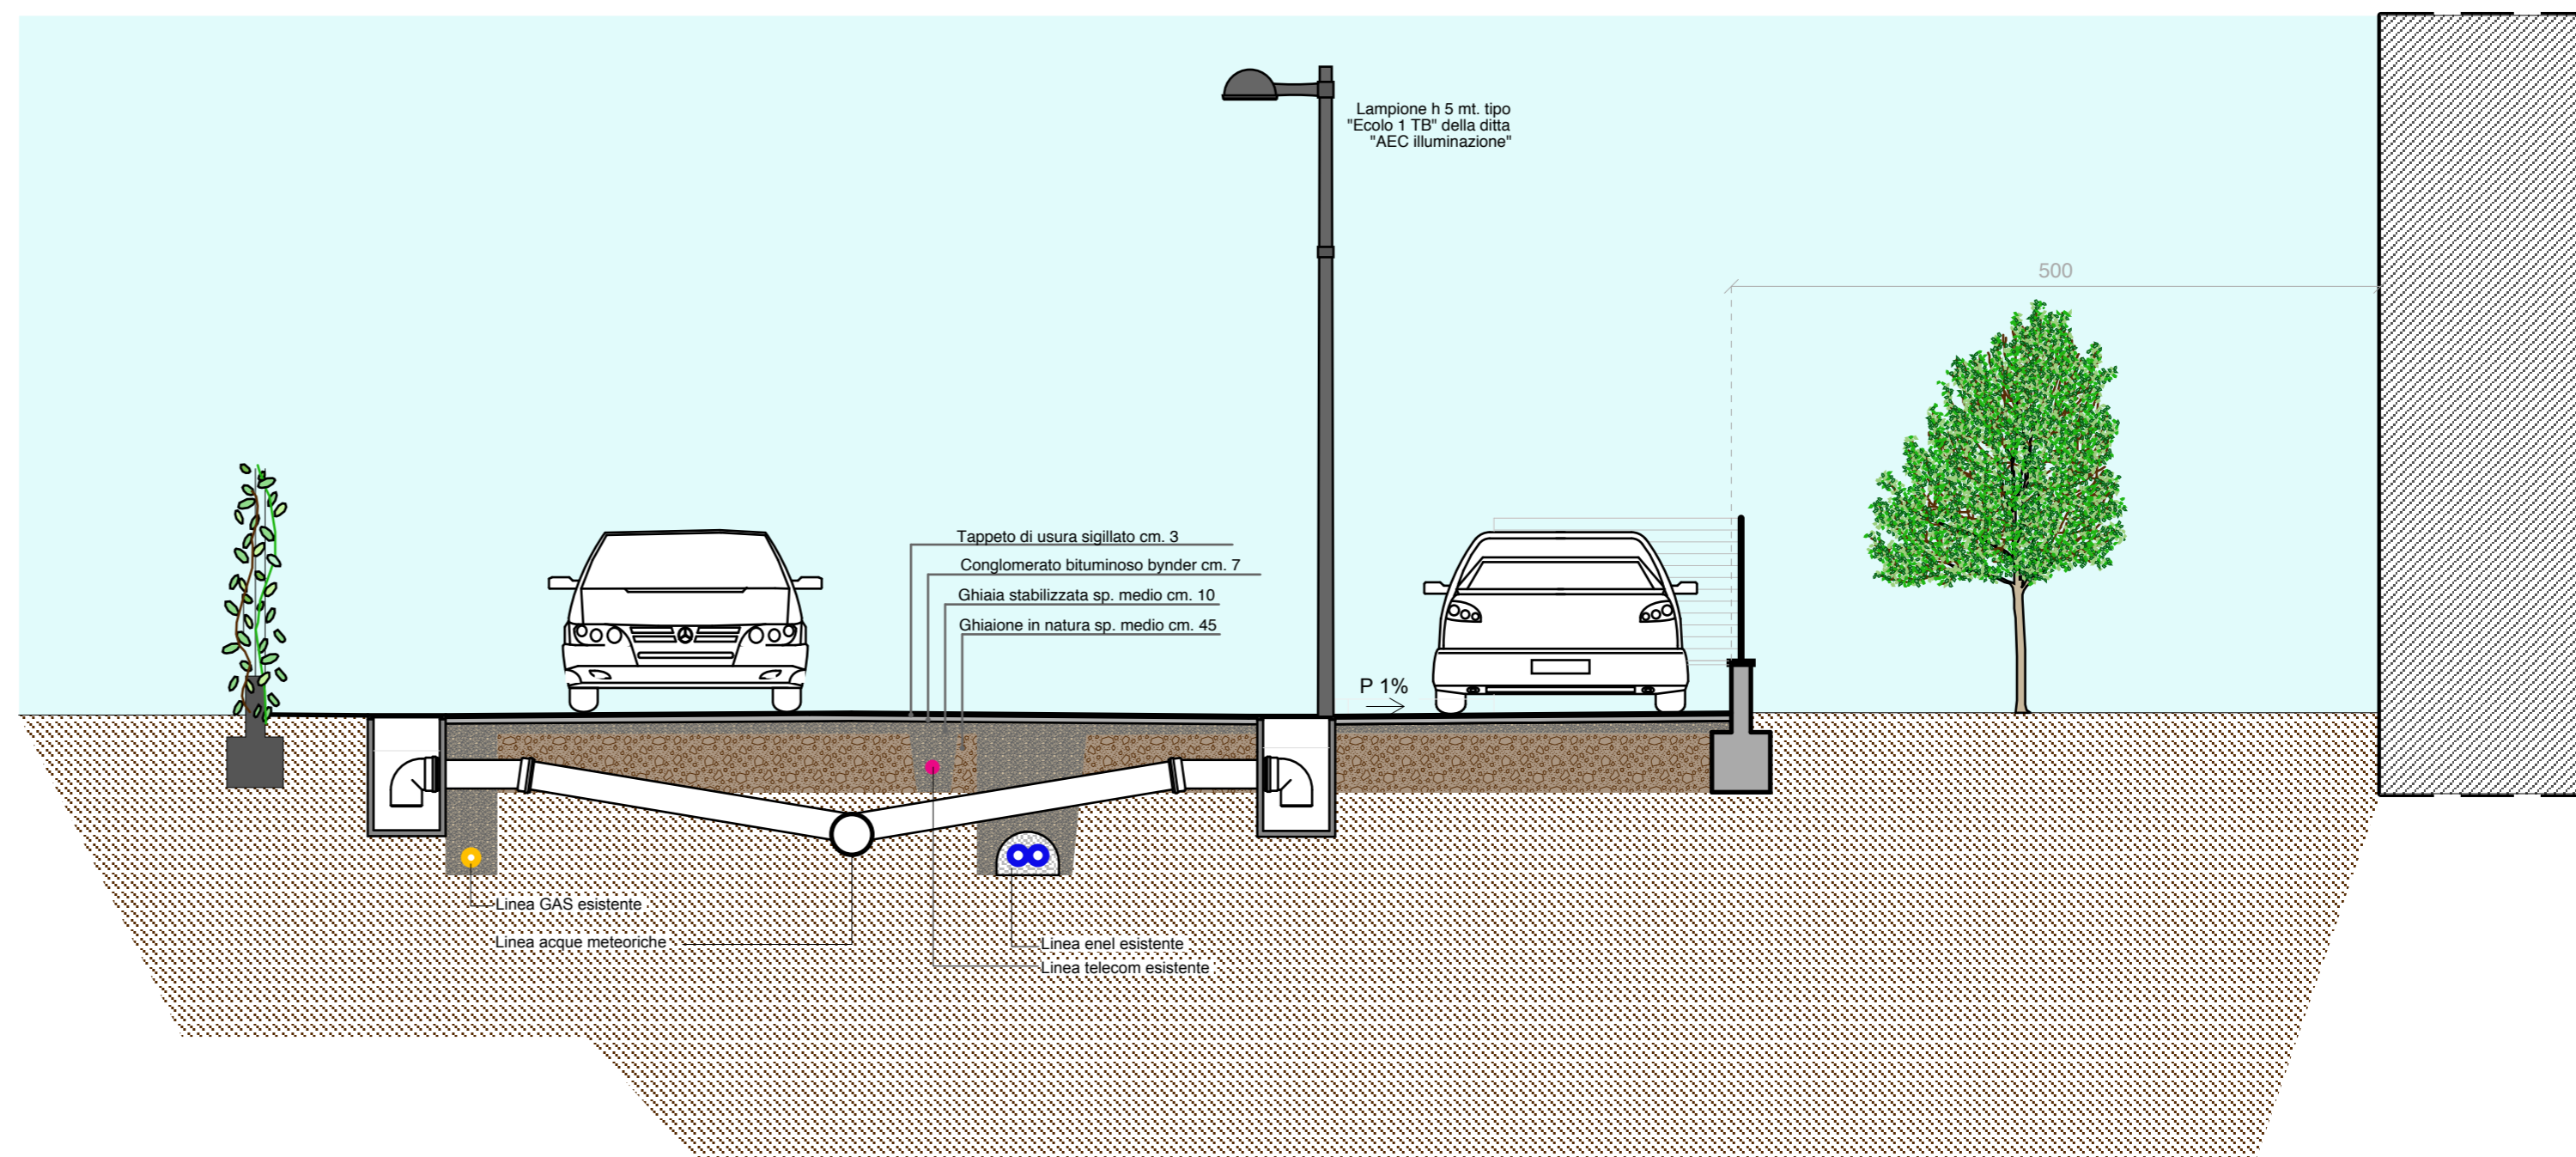 Lampione h 5 mt. tipo
"Ecolo 1 TB" della ditta
"AEC illuminazione"
500
Tappeto di usura sigillato cm. 3
Conglomerato bituminoso bynder cm. 7
Ghiaia stabilizzata sp. medio cm. 10
Ghiaione in natura sp. medio cm. 45
P 1%
Linea GAS esistente
Linea acque meteoriche
Linea enel esistente
Linea telecom esistente